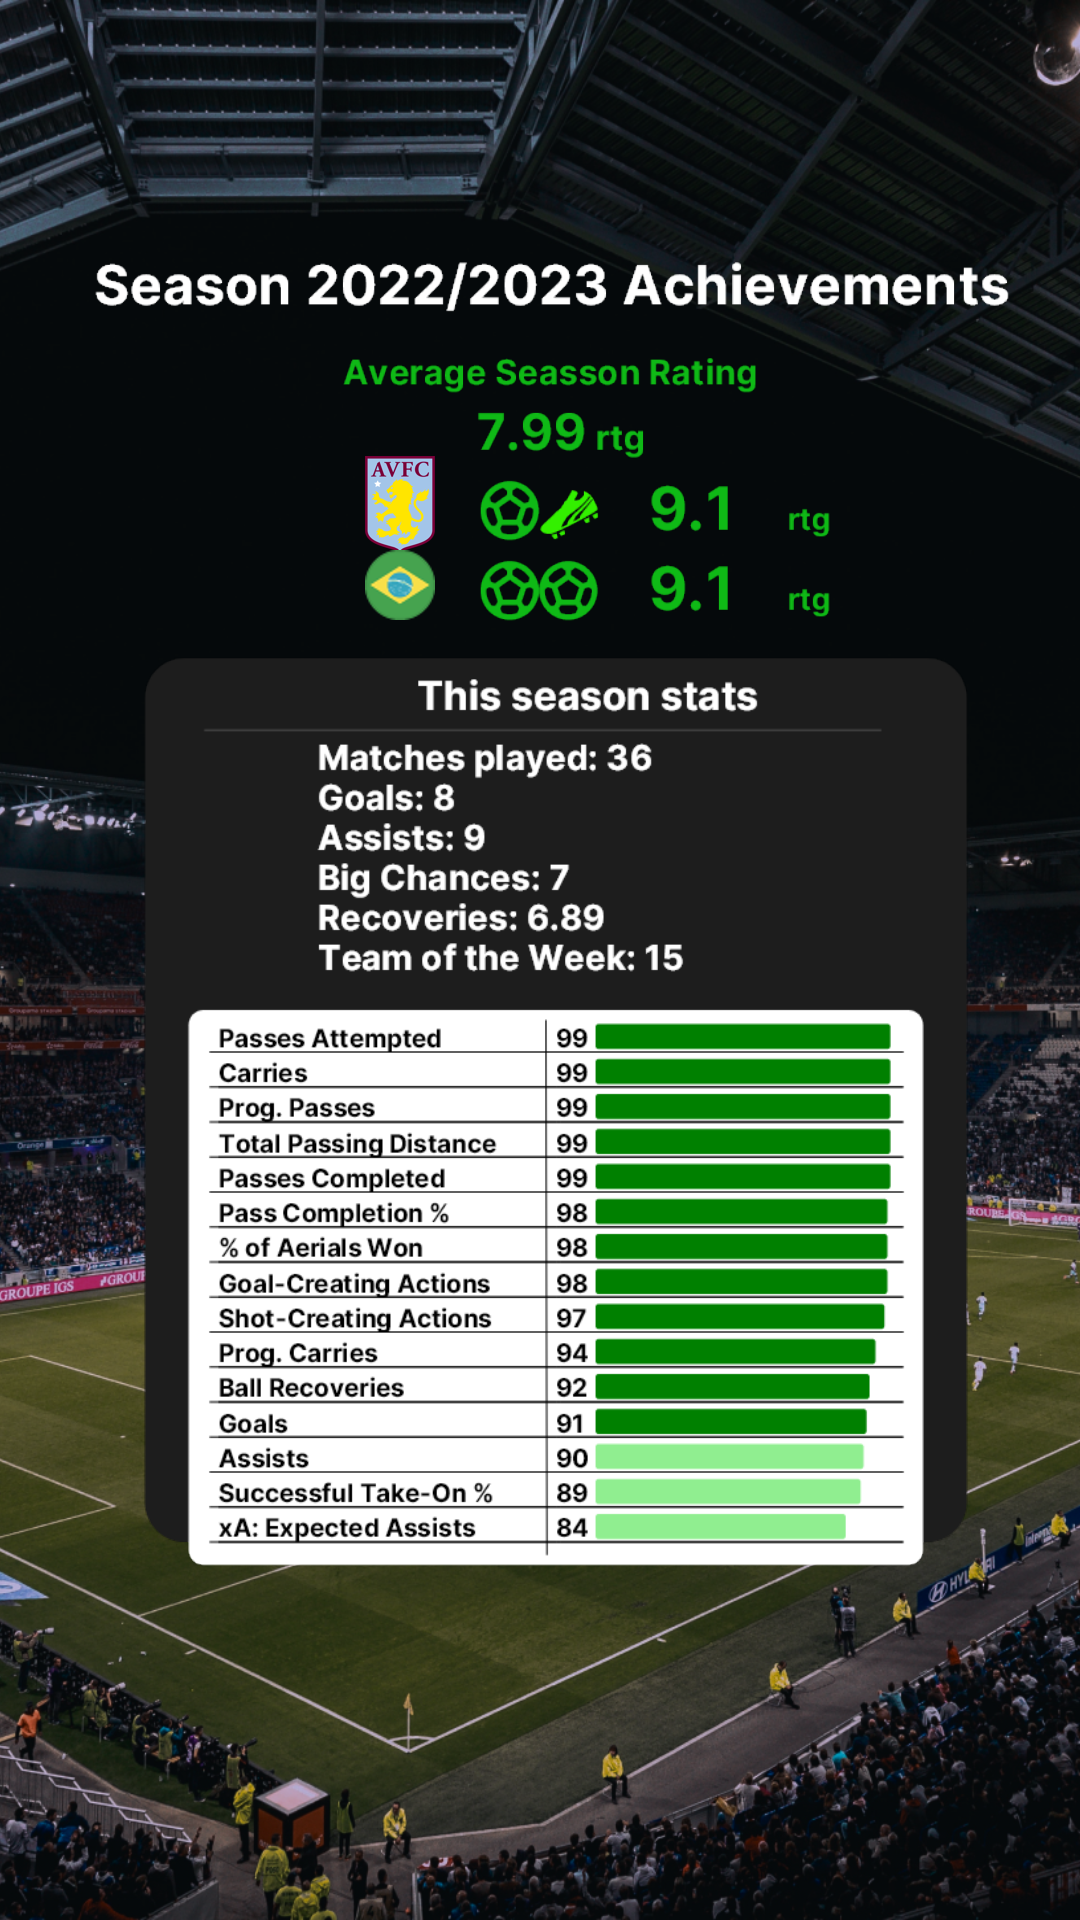 Season 2022/2023 Achievements
Average Seasson Rating
7.99 rtg
AVFC
9.1 rtg
9.1 rtg
This season stats
Matches played: 36
Goals: 8
Assists: 9
Big Chances: 7
Recoveries: 6.89
Team of the Week: 15
Passes Attempted 99
Carries 99
Prog. Passes 99
Total Passing Distance 99
Passes Completed 99
Pass Completion % 98
% of Aerials Won 98
Goal-Creating Actions 98
Shot-Creating Actions 97
Prog. Carries 94
Ball Recoveries 92
Goals 91
Assists 90
Successful Take-On % 89
xA: Expected Assists 84
Orange
GROUPE IGS